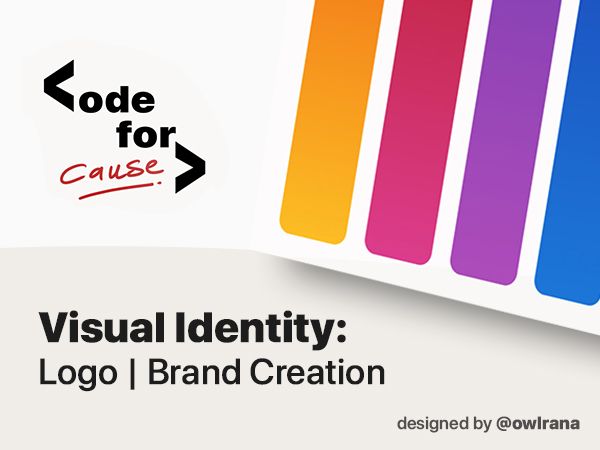 <ode
for
cause>
Visual Identity:
Logo | Brand Creation
designed by @owlrana